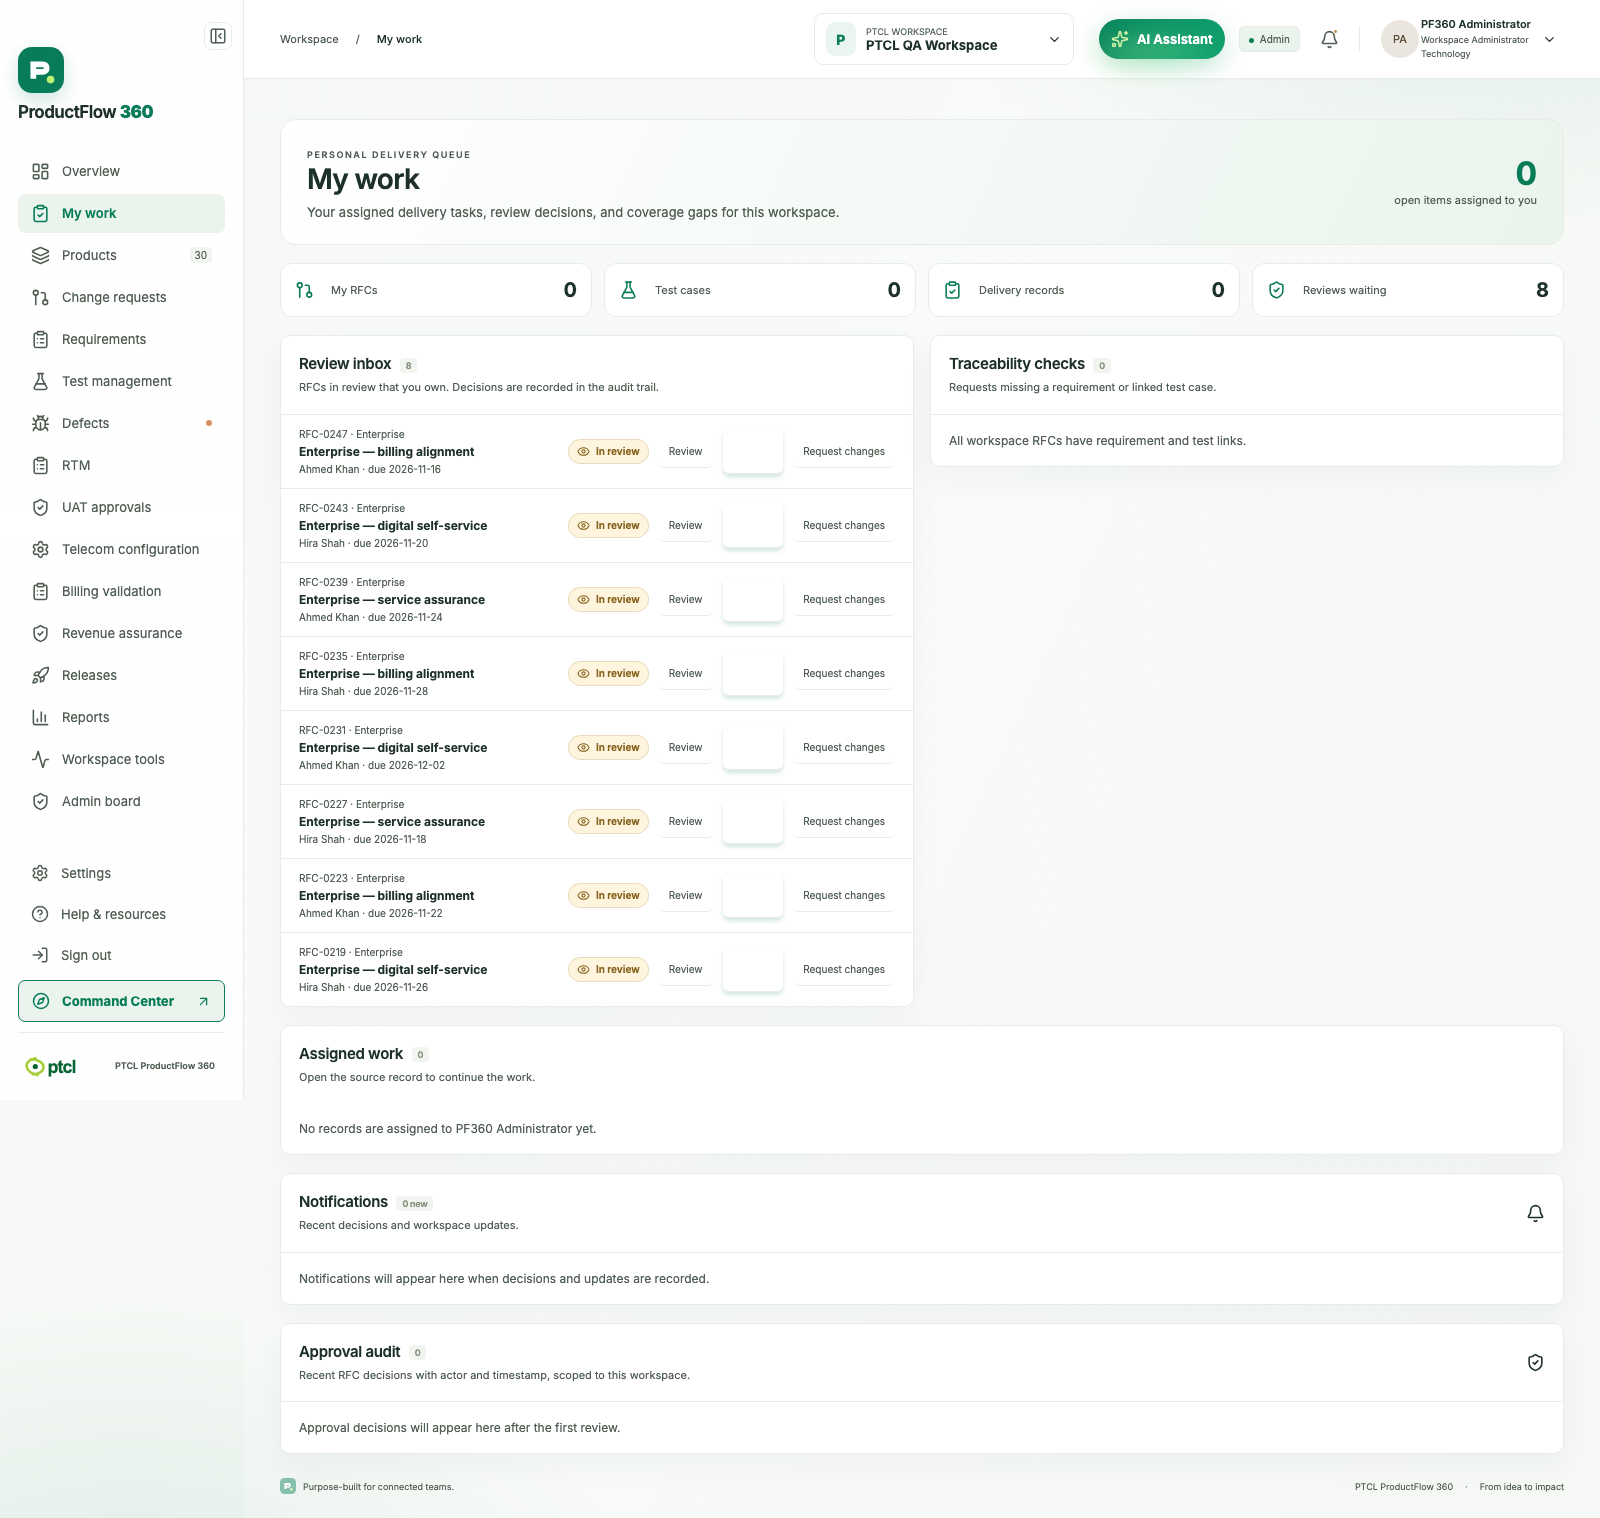 P.
ProductFlow 360
Overview
My work
Products 30
Change requests
Requirements
Test management
Defects
RTM
UAT approvals
Telecom configuration
Billing validation
Revenue assurance
Releases
Reports
Workspace tools
Admin board
Settings
Help & resources
Sign out
Command Center
ptcl PTCL ProductFlow 360
Workspace / My work
P
PTCL WORKSPACE
PTCL QA Workspace
AI Assistant
Admin
PA
PF360 Administrator
Workspace Administrator
Technology
PERSONAL DELIVERY QUEUE
My work
Your assigned delivery tasks, review decisions, and coverage gaps for this workspace.
0
open items assigned to you
My RFCs 0
Test cases 0
Delivery records 0
Reviews waiting 8
Review inbox 8
RFCs in review that you own. Decisions are recorded in the audit trail.
RFC-0247 · Enterprise
Enterprise — billing alignment
Ahmed Khan · due 2026-11-16
In review Review Request changes
RFC-0243 · Enterprise
Enterprise — digital self-service
Hira Shah · due 2026-11-20
In review Review Request changes
RFC-0239 · Enterprise
Enterprise — service assurance
Ahmed Khan · due 2026-11-24
In review Review Request changes
RFC-0235 · Enterprise
Enterprise — billing alignment
Hira Shah · due 2026-11-28
In review Review Request changes
RFC-0231 · Enterprise
Enterprise — digital self-service
Ahmed Khan · due 2026-12-02
In review Review Request changes
RFC-0227 · Enterprise
Enterprise — service assurance
Hira Shah · due 2026-11-18
In review Review Request changes
RFC-0223 · Enterprise
Enterprise — billing alignment
Ahmed Khan · due 2026-11-22
In review Review Request changes
RFC-0219 · Enterprise
Enterprise — digital self-service
Hira Shah · due 2026-11-26
In review Review Request changes
Traceability checks 0
Requests missing a requirement or linked test case.
All workspace RFCs have requirement and test links.
Assigned work 0
Open the source record to continue the work.
No records are assigned to PF360 Administrator yet.
Notifications 0 new
Recent decisions and workspace updates.
Notifications will appear here when decisions and updates are recorded.
Approval audit 0
Recent RFC decisions with actor and timestamp, scoped to this workspace.
Approval decisions will appear here after the first review.
P. Purpose-built for connected teams.
PTCL ProductFlow 360 · From idea to impact